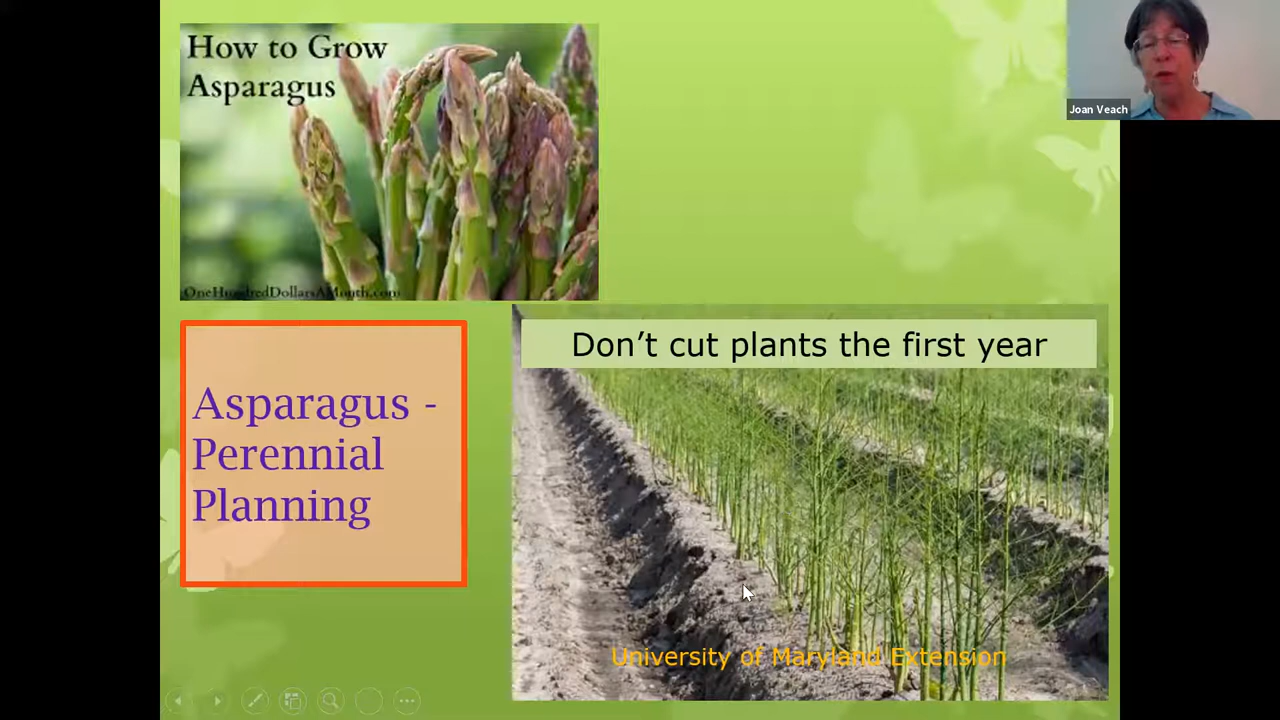 How to Grow
Asparagus
OneHundredDollarsAMonth.com
Joan Veach
Don't cut plants the first year
Asparagus -
Perennial
Planning
University of Maryland Extension